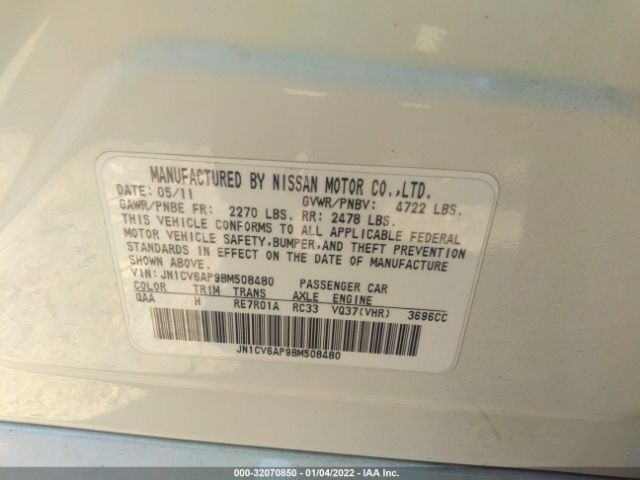 MANUFACTURED BY NISSAN MOTOR CO.,LTD.
DATE: 05/11 GVWR/PNBV: 4722 LBS.
GAWR/PNBE FR: 2270 LBS. RR: 2478 LBS.
THIS VEHICLE CONFORMS TO ALL APPLICABLE FEDERAL
MOTOR VEHICLE SAFETY,BUMPER,AND THEFT PREVENTION
STANDARDS IN EFFECT ON THE DATE OF MANUFACTURE
SHOWN ABOVE.
VIN: JN1CV6AP9BM508480 PASSENGER CAR
COLOR TRIM TRANS AXLE ENGINE
QAA H RE7R01A RC33 VQ37(VHR) 3696CC
JN1CV6AP9BM508480
000-32070850 - 01/04/2022 - IAA Inc.